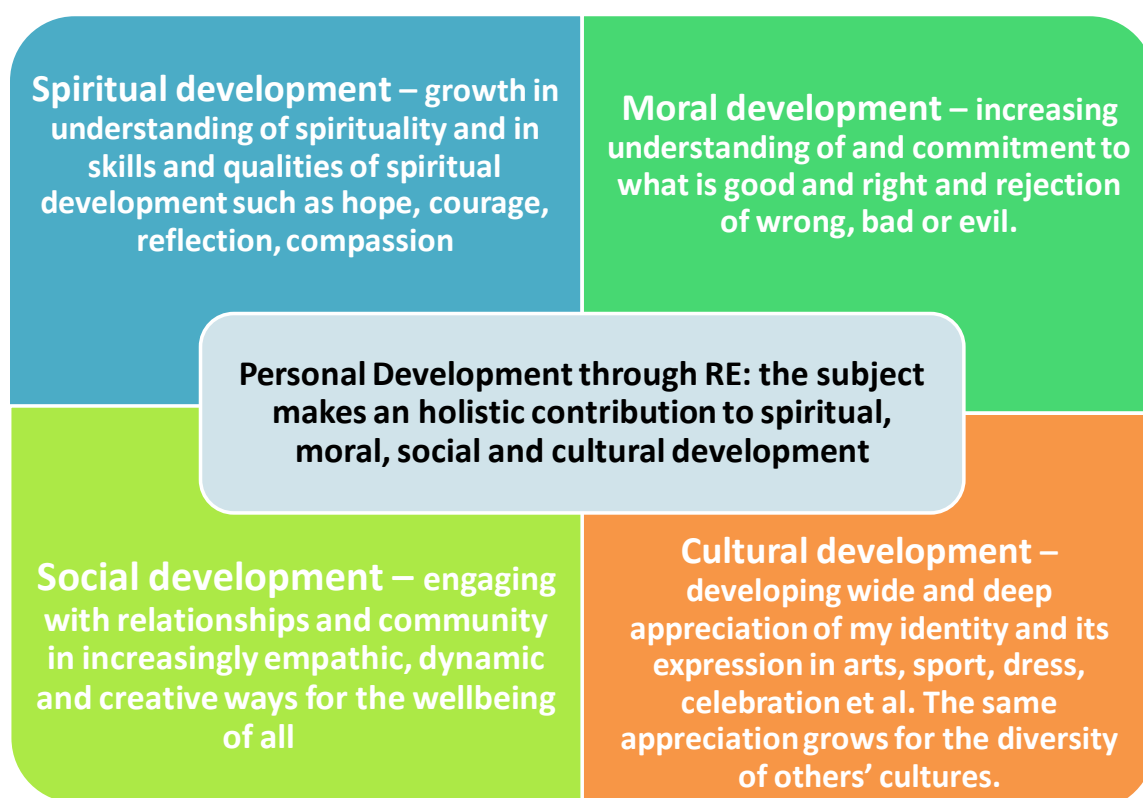 Spiritual development – growth in
understanding of spirituality and in
skills and qualities of spiritual
development such as hope, courage,
reflection, compassion
Moral development – increasing
understanding of and commitment to
what is good and right and rejection
of wrong, bad or evil.
Personal Development through RE: the subject
makes an holistic contribution to spiritual,
moral, social and cultural development
Social development – engaging
with relationships and community
in increasingly empathic, dynamic
and creative ways for the wellbeing
of all
Cultural development –
developing wide and deep
appreciation of my identity and its
expression in arts, sport, dress,
celebration et al. The same
appreciation grows for the diversity
of others’ cultures.